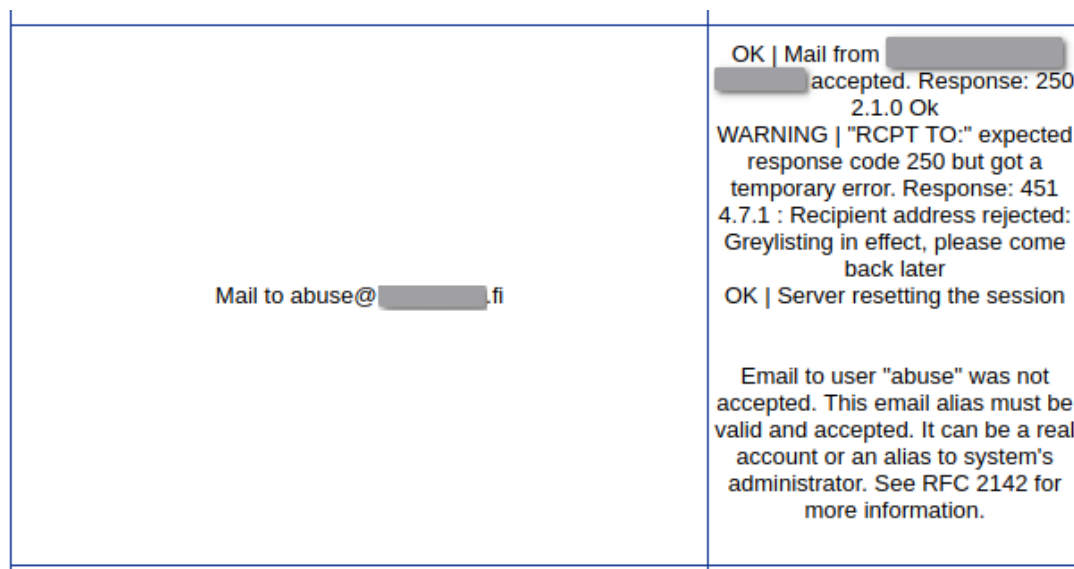 Mail to abuse@ .fi
OK | Mail from
accepted. Response: 250
2.1.0 Ok
WARNING | "RCPT TO:" expected
response code 250 but got a
temporary error. Response: 451
4.7.1 : Recipient address rejected:
Greylisting in effect, please come
back later
OK | Server resetting the session
Email to user "abuse" was not
accepted. This email alias must be
valid and accepted. It can be a real
account or an alias to system's
administrator. See RFC 2142 for
more information.